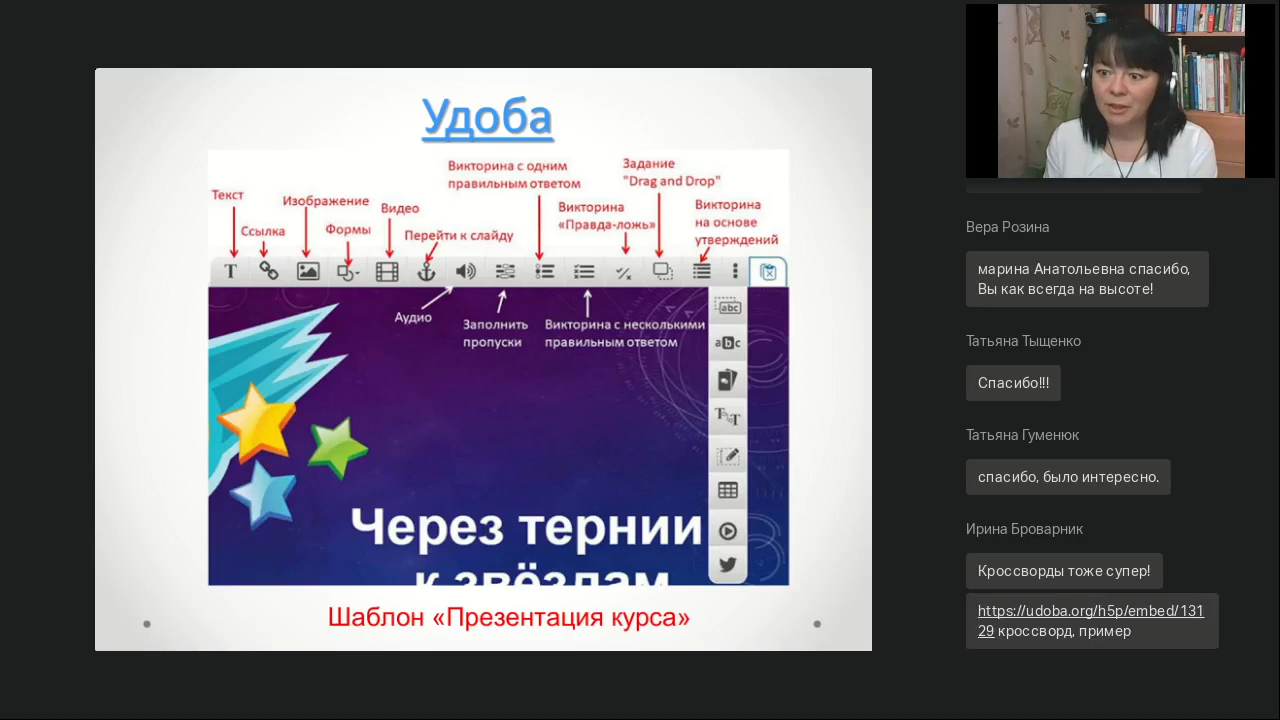 Удоба
Викторина с одним
правильным ответом
Задание
"Drag and Drop"
Текст
Изображение
Видео
Викторина
«Правда-ложь»
Викторина
на основе
утверждений
Ссылка
Формы
Перейти к слайду
T
Аудио
Заполнить
пропуски
Викторина с несколькими
правильным ответом
abc
abc
Через тернии
к звёздам
Шаблон «Презентация курса»
Вера Розина
марина Анатольевна спасибо,
Вы как всегда на высоте!
Татьяна Тыщенко
Спасибо!!!
Татьяна Гуменюк
спасибо, было интересно.
Ирина Броварник
Кроссворды тоже супер!
https://udoba.org/h5p/embed/131
29 кроссворд, пример